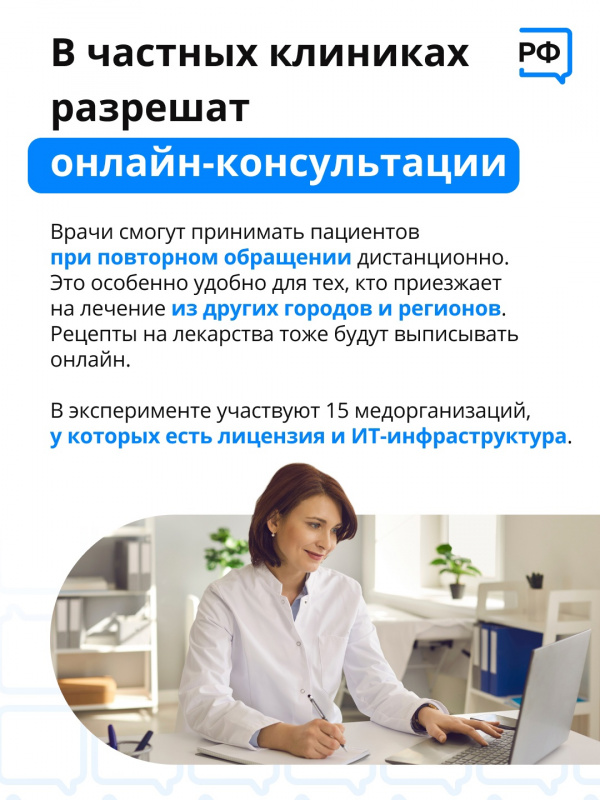 В частных клиниках
РФ
разрешат
онлайн-консультации
Врачи смогут принимать пациентов
при повторном обращении дистанционно.
Это особенно удобно для тех, кто приезжает
на лечение из других городов и регионов.
Рецепты на лекарства тоже будут выписывать
онлайн.
В эксперименте участвуют 15 медорганизаций,
у которых есть лицензия и ИТ-инфраструктура.